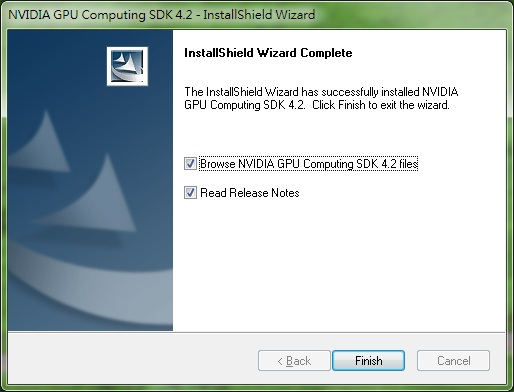 NVIDIA GPU Computing SDK 4.2 - InstallShield Wizard
InstallShield Wizard Complete
The InstallShield Wizard has successfully installed NVIDIA
GPU Computing SDK 4.2.  Click Finish to exit the wizard.
Browse NVIDIA GPU Computing SDK 4.2 files
Read Release Notes
< Back
Finish
Cancel